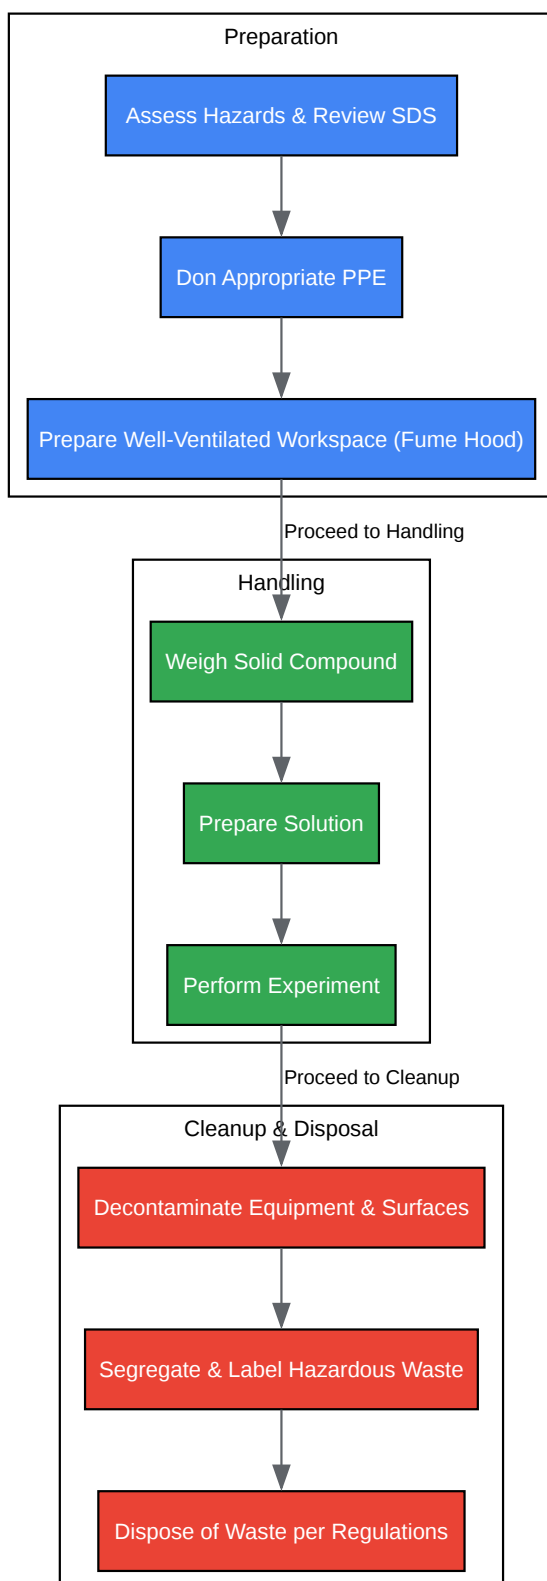 Preparation
Assess Hazards & Review SDS
Don Appropriate PPE
Prepare Well-Ventilated Workspace (Fume Hood)
Proceed to Handling
Handling
Weigh Solid Compound
Prepare Solution
Perform Experiment
Proceed to Cleanup
Cleanup & Disposal
Decontaminate Equipment & Surfaces
Segregate & Label Hazardous Waste
Dispose of Waste per Regulations